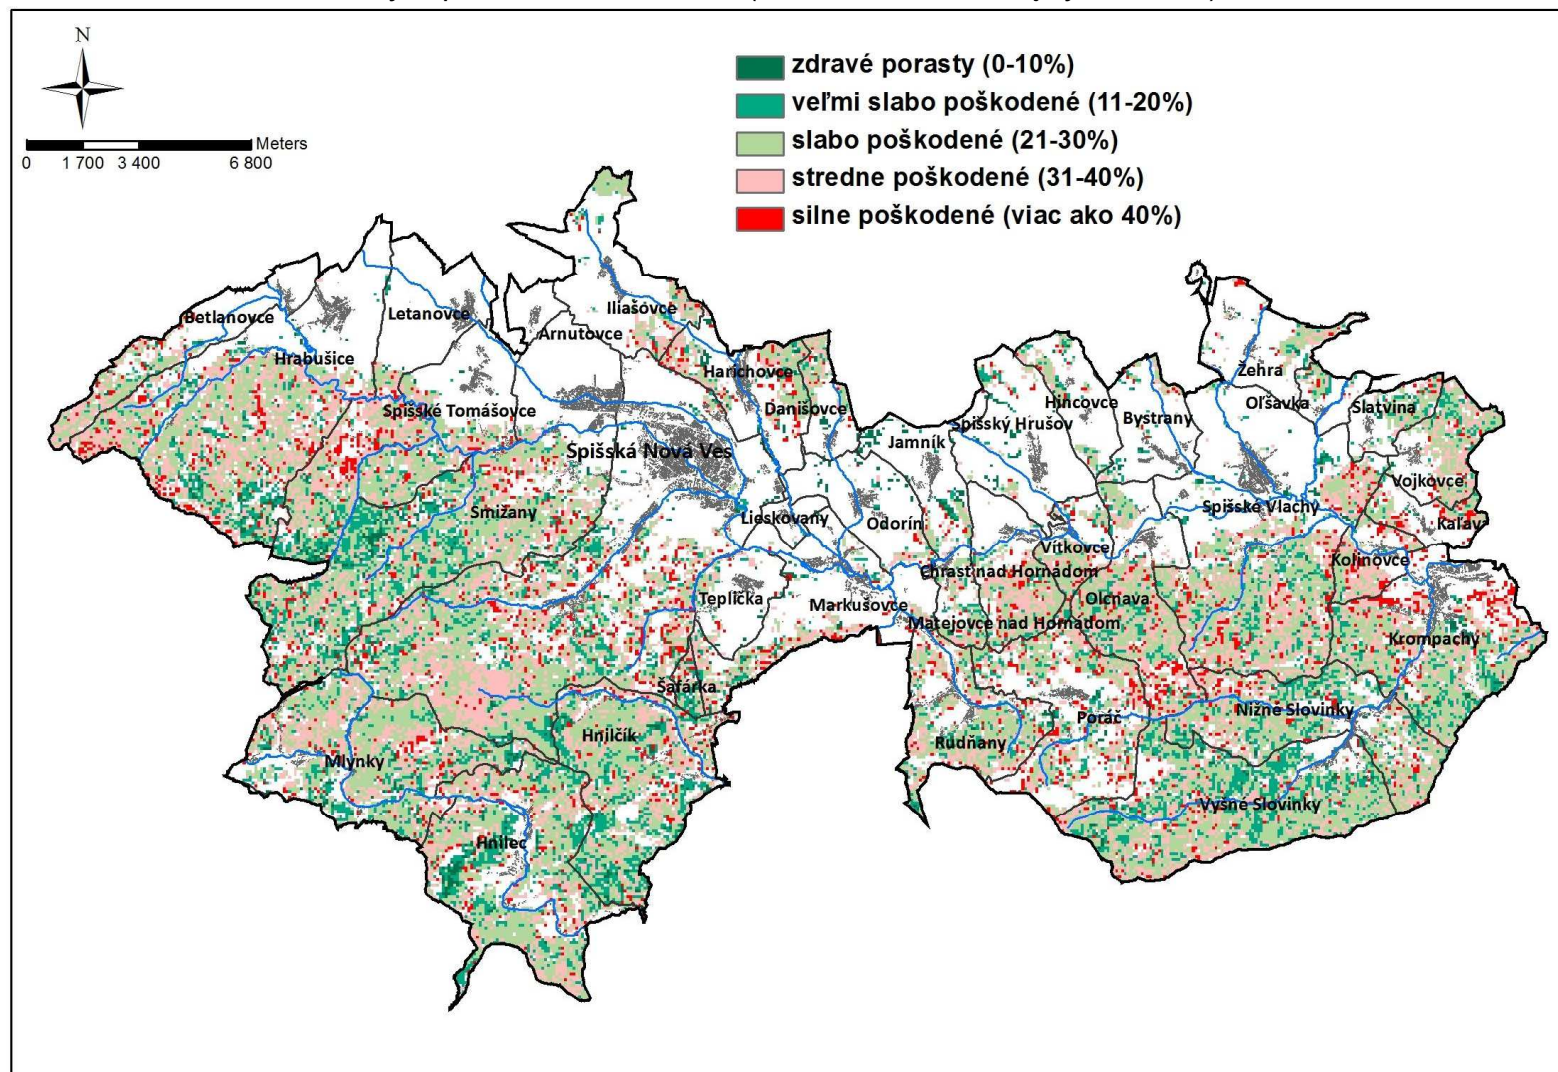 N
Meters
0 1 700 3 400 6 800
zdravé porasty (0-10%)
veľmi slabo poškodené (11-20%)
slabo poškodené (21-30%)
stredne poškodené (31-40%)
silne poškodené (viac ako 40%)
Betlanovce
Letanovce
Iliašovce
Arnutovce
Hrabušice
Harichovce
Žehra
Spišské Tomášovce
Danišovce
Hincovce
Oľšavka
Slatvina
Spišský Hrušov
Bystrany
Jamník
Spišská Nová Ves
Vojkovce
Smižany
Lieskovany
Odorín
Spišské Vlachy
Kaľava
Vítkovce
Kolinovce
Chrasť nad Hornádom
Teplička
Markušovce
Olcnava
Matejovce nad Hornádom
Krompachy
Šafárka
Nižné Slovinky
Poráč
Hnilčík
Rudňany
Mlynky
Vyšné Slovinky
Hnilec